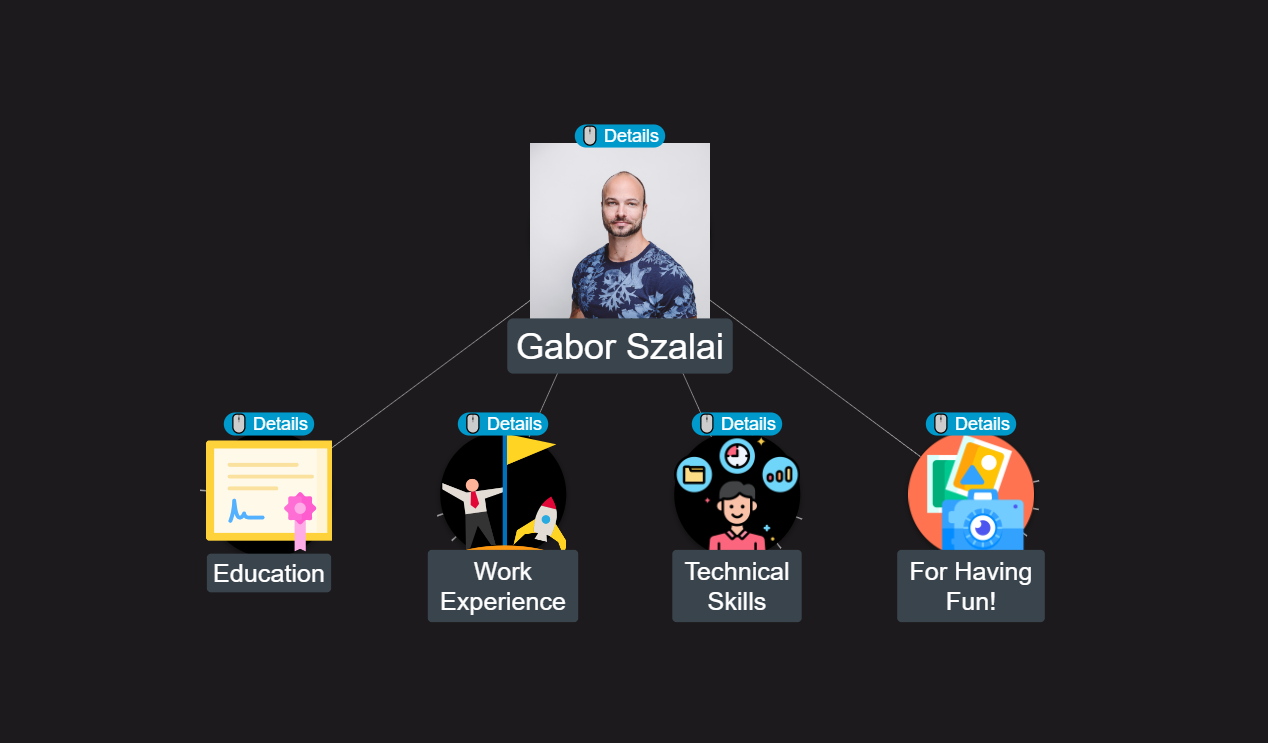 Details
Gabor Szalai
Details
Details
Details
Details
Education
Work
Experience
Technical
Skills
For Having
Fun!